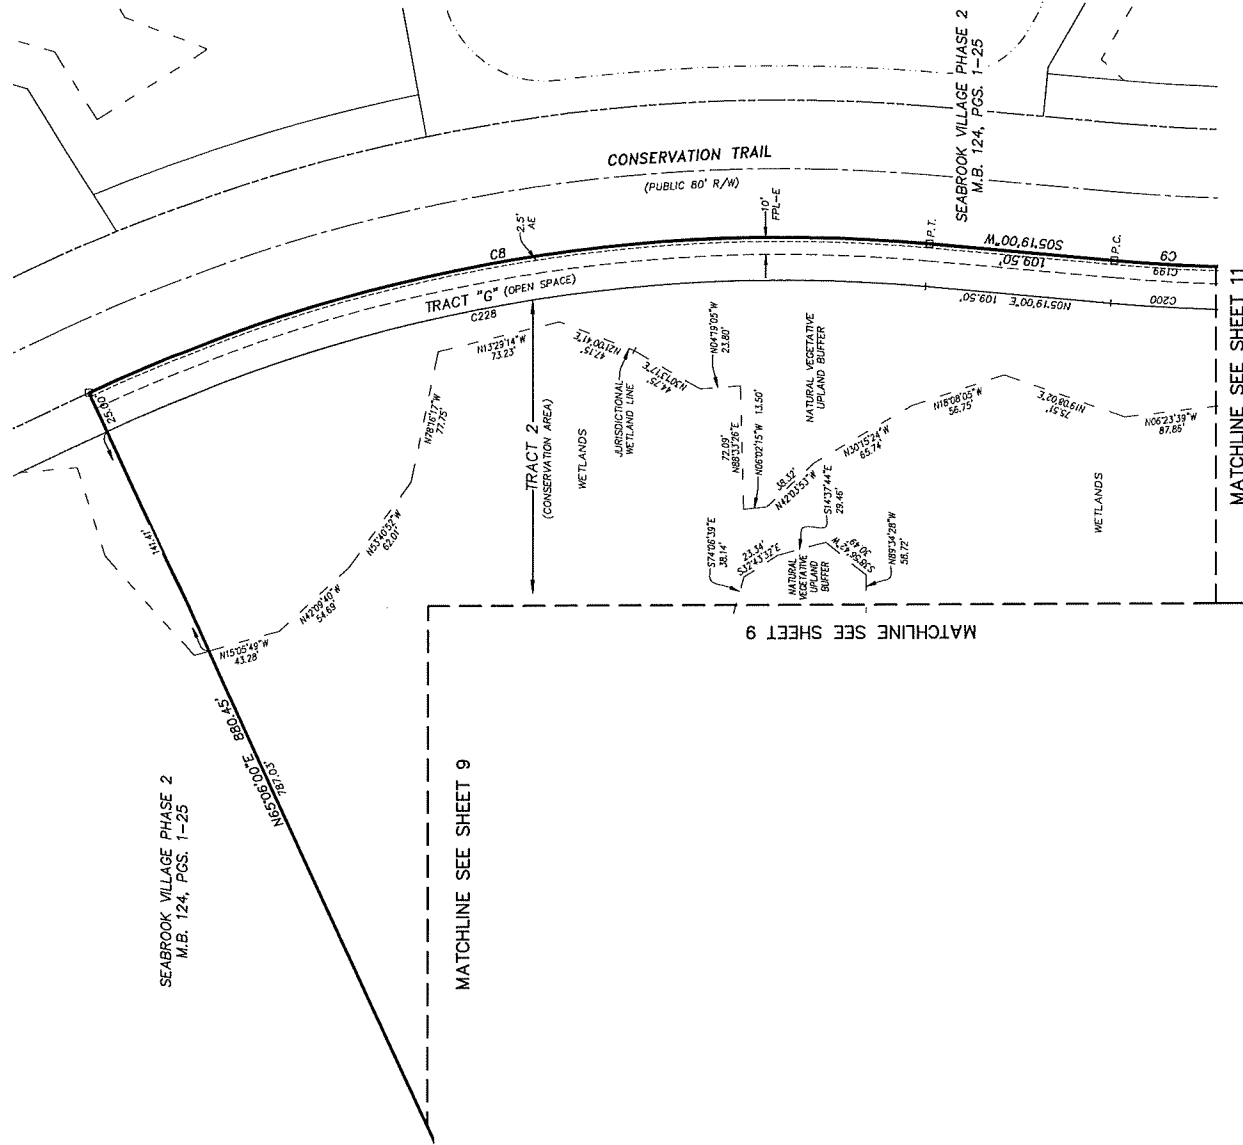 SEABROOK VILLAGE PHASE 2
M.B. 124, PGS. 1-25
CONSERVATION TRAIL
(PUBLIC 80' R/W)
C8
2.5'
AE
10'
FPL-E
P.T.
S05°19'00"W
109.50'
P.C.
C9
C199
TRACT "G" (OPEN SPACE)
C228
N05°19'00"E 109.50'
C200
25.00'
141.41'
N65°06'00"E 880.45'
787.03'
N15°05'49"W
43.28'
N42°09'40"W
54.69'
N53°40'52"W
62.01'
N78°16'17"W
77.75'
N13°29'14"W
73.23'
N21°00'41"E
47.15'
JURISDICTIONAL
WETLAND LINE
N30°13'17"E
44.75'
N04°19'05"W
23.80'
72.09'
N88°33'26"E
N06°02'15"W 13.50'
NATURAL VEGETATIVE
UPLAND BUFFER
38.32'
N42°03'53"W
N30°15'24"W
65.74'
N18°08'05"W
56.75'
N19°08'02"E
75.51'
N06°23'39"W
87.86'
TRACT 2
(CONSERVATION AREA)
WETLANDS
S74°06'39"E
38.14'
23.34'
S32°43'32"E
S14°37'44"E
29.46'
NATURAL
VEGETATIVE
UPLAND
BUFFER
S38°56'42"W
30.49'
N89°34'28"W
58.72'
WETLANDS
MATCHLINE SEE SHEET 9
MATCHLINE SEE SHEET 9
MATCHLINE SEE SHEET 11
SEABROOK VILLAGE PHASE 2
M.B. 124, PGS. 1-25